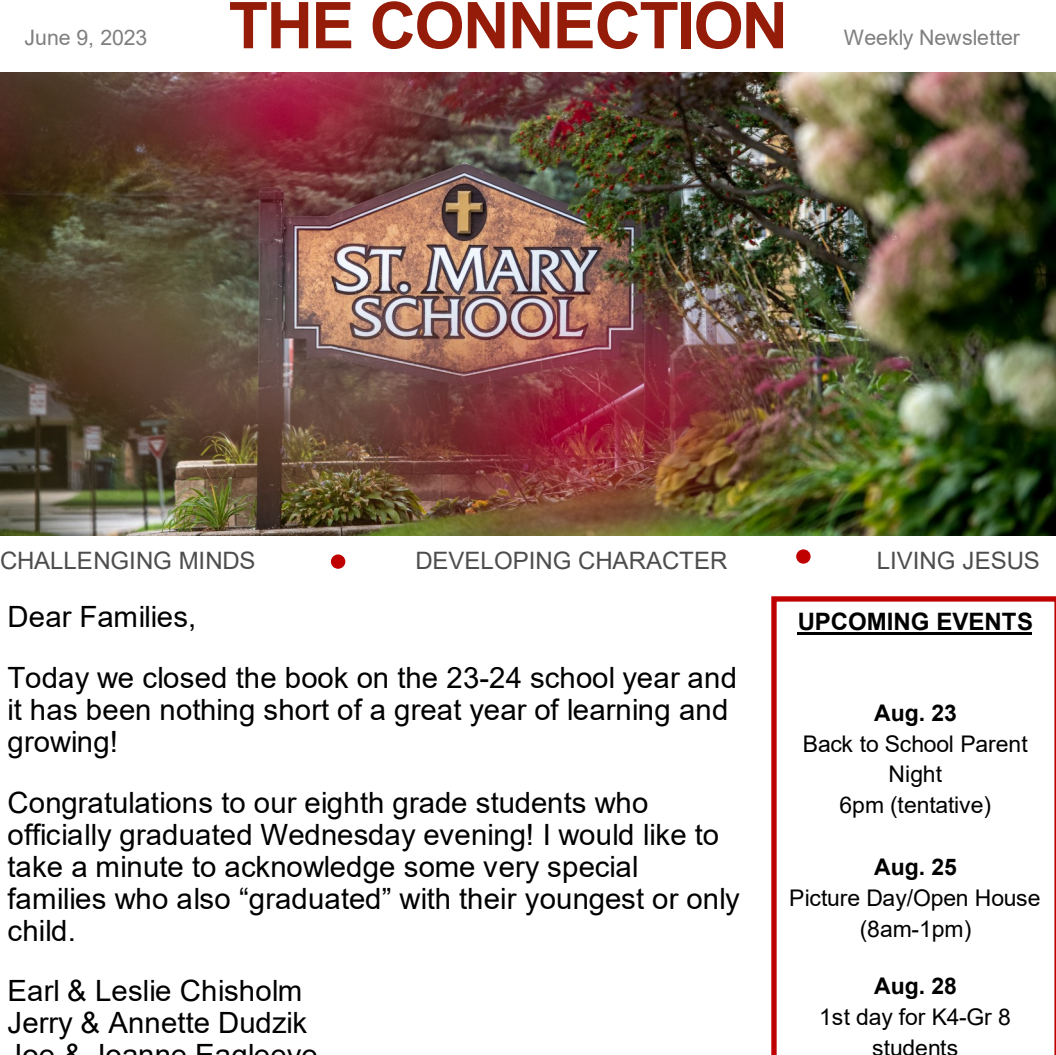 June 9, 2023
THE CONNECTION
Weekly Newsletter
ST. MARY
SCHOOL
CHALLENGING MINDS
DEVELOPING CHARACTER
LIVING JESUS
Dear Families,
Today we closed the book on the 23-24 school year and
it has been nothing short of a great year of learning and
growing!
Congratulations to our eighth grade students who
officially graduated Wednesday evening! I would like to
take a minute to acknowledge some very special
families who also “graduated” with their youngest or only
child.
Earl & Leslie Chisholm
Jerry & Annette Dudzik
UPCOMING EVENTS
Aug. 23
Back to School Parent
Night
6pm (tentative)
Aug. 25
Picture Day/Open House
(8am-1pm)
Aug. 28
1st day for K4-Gr 8
students